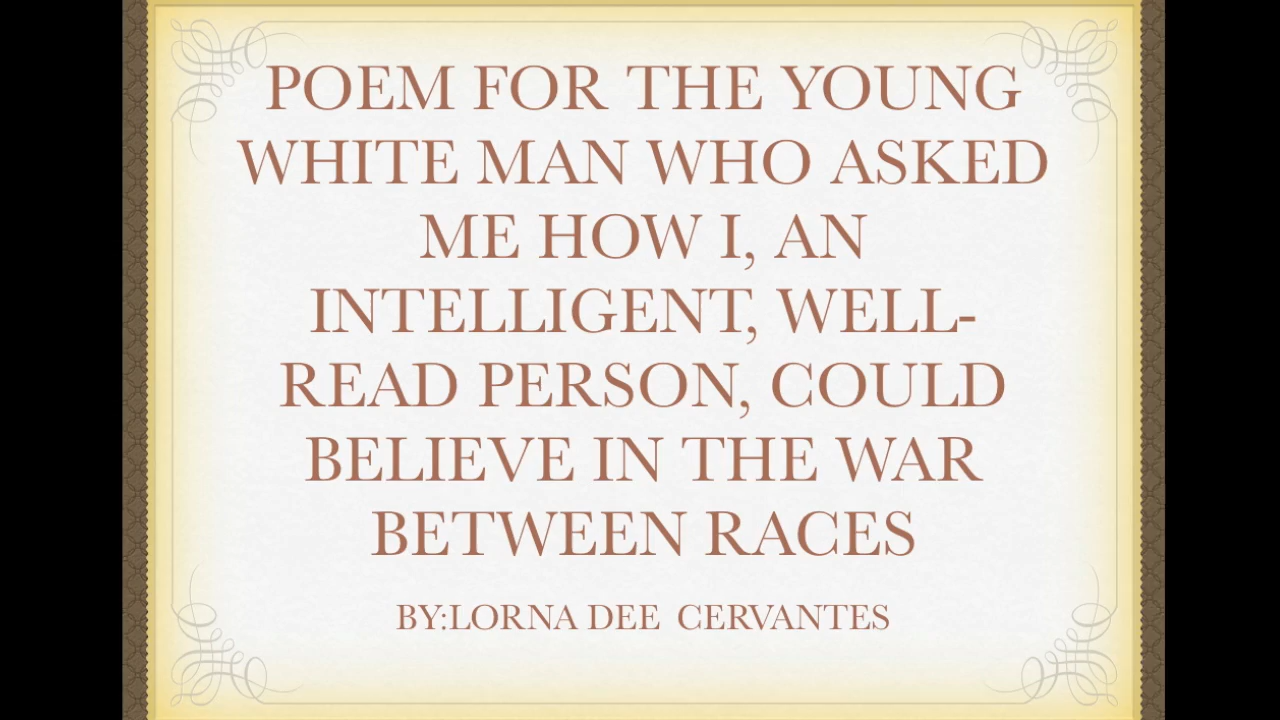 POEM FOR THE YOUNG
WHITE MAN WHO ASKED
ME HOW I, AN
INTELLIGENT, WELL-
READ PERSON, COULD
BELIEVE IN THE WAR
BETWEEN RACES
BY:LORNA DEE CERVANTES